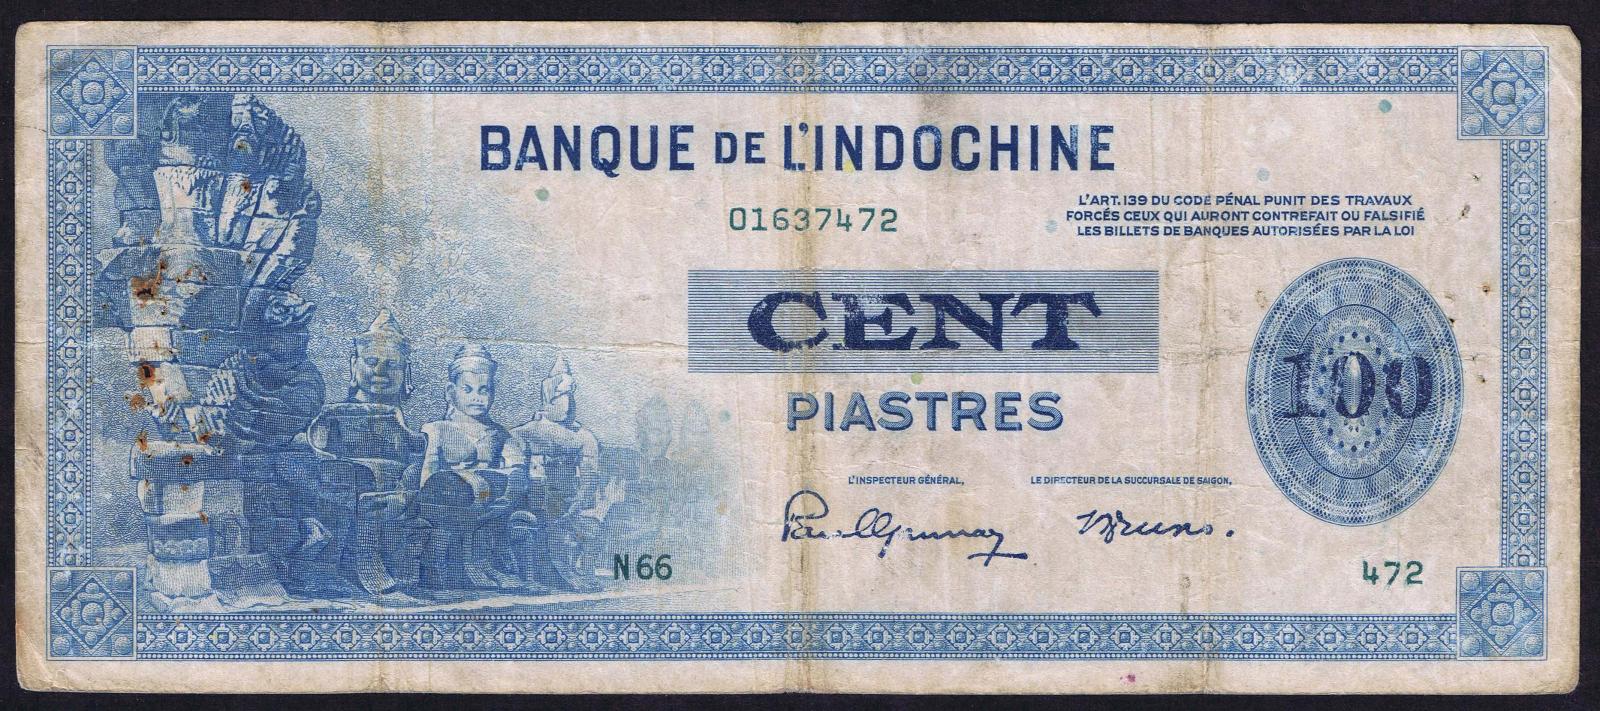 BANQUE DE L'INDOCHINE
01637472
L'ART.139 DU CODE PÉNAL PUNIT DES TRAVAUX
FORCÉS CEUX QUI AURONT CONTREFAIT OU FALSIFIÉ
LES BILLETS DE BANQUES AUTORISÉES PAR LA LOI
CENT
100
PIASTRES
L'INSPECTEUR GÉNÉRAL, LE DIRECTEUR DE LA SUCCURSALE DE SAIGON,
N66
472